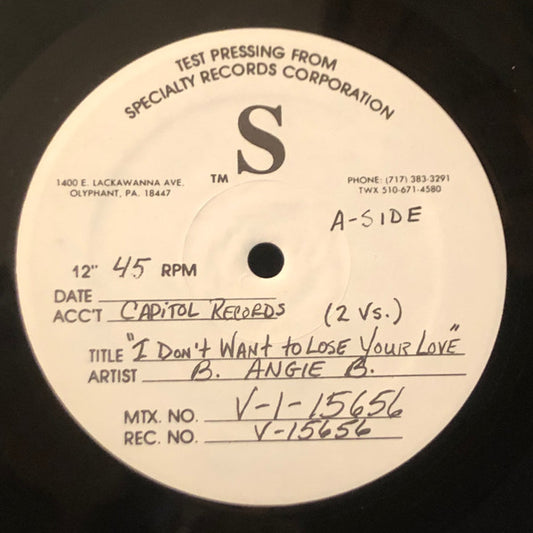 TEST PRESSING FROM
SPECIALTY RECORDS CORPORATION
S
TM
1400 E. LACKAWANNA AVE.
OLYPHANT, PA. 18447
PHONE: (717) 383-3291
TWX 510-671-4580
A-SIDE
12" 45 RPM
DATE
ACC'T CAPITOL RECORDS (2 Vs.)
TITLE "I DON'T WANT to LOSE YOUR LOVE"
ARTIST B. ANGIE B.
MTX. NO. V-1-15656
REC. NO. V-15656